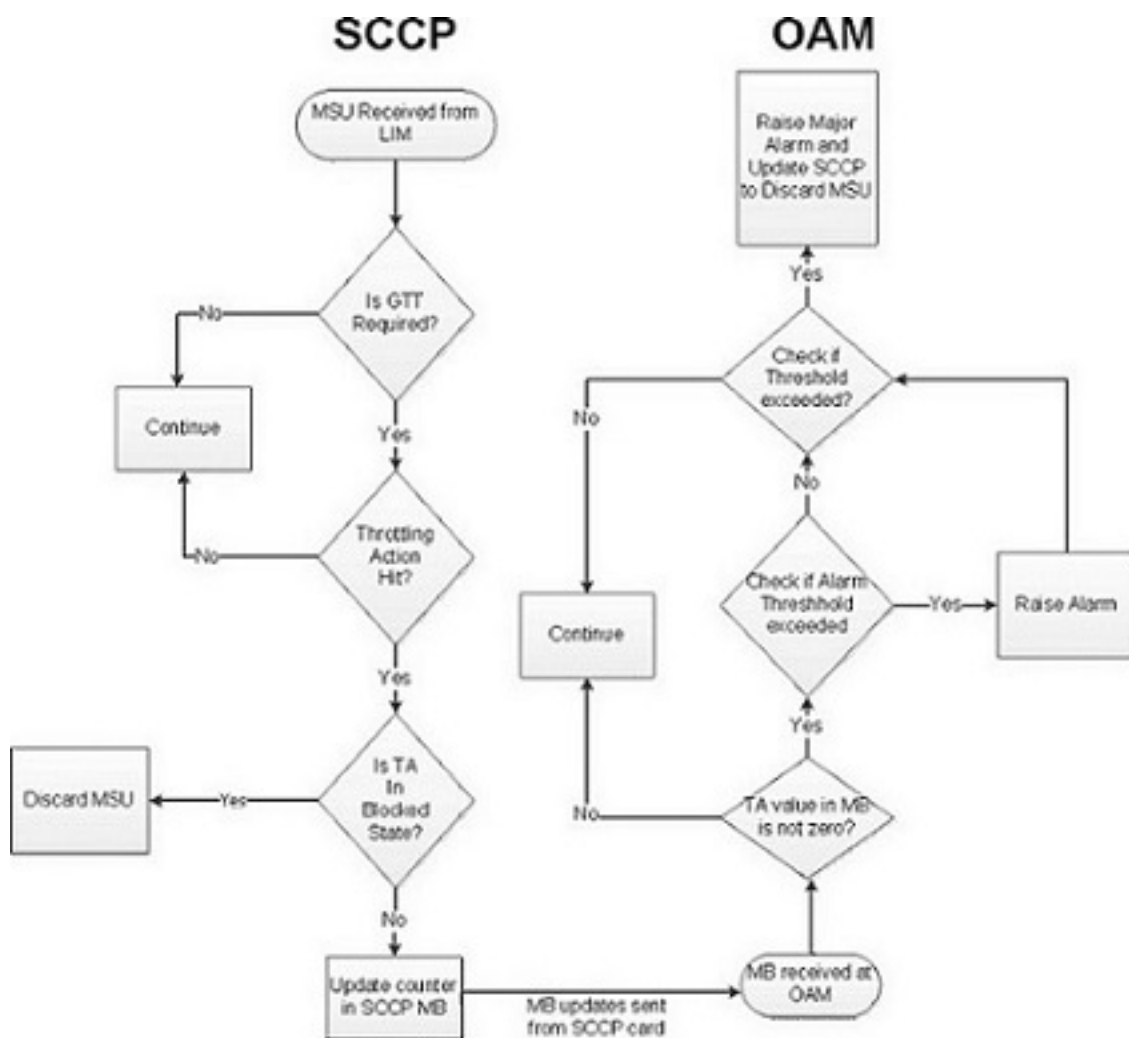 SCCP
OAM
MSU Received from
LIM
Is GTT
Required?
No
Continue
Yes
Throttling
Action
Hit?
No
Yes
Is TA
In
Blocked
State?
Yes
Discard MSU
No
Update counter
in SCCP MB
MB updates sent
from SCCP card
Raise Major
Alarm and
Update SCCP
to Discard MSU
Yes
Check if
Threshold
exceeded?
No
No
Continue
Check if Alarm
Threshhold
exceeded
Yes
Raise Alarm
Yes
TA value in MB
is not zero?
No
MB received at
OAM